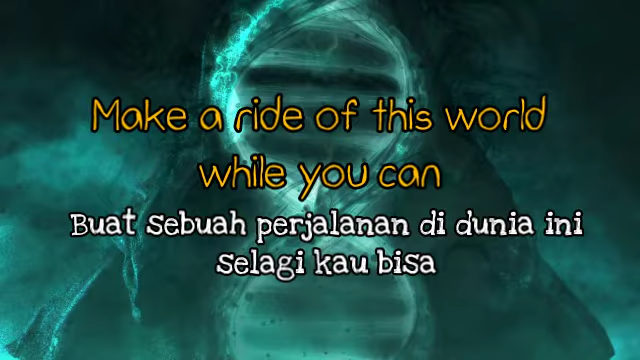 Make a ride of this world
while you can
Buat sebuah perjalanan di dunia ini
selagi kau bisa